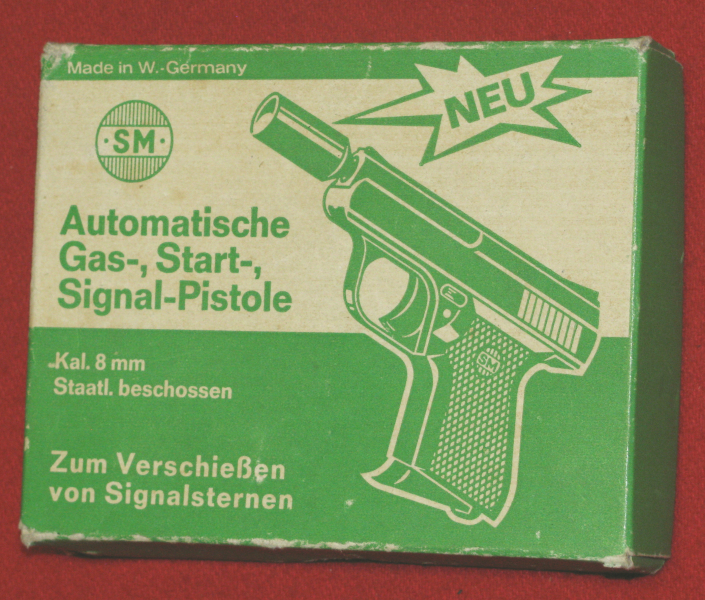 Made in W.-Germany
NEU
·SM·
Automatische
Gas-, Start-,
Signal-Pistole
Kal. 8 mm
Staatl. beschossen
SM
Zum Verschießen
von Signalsternen